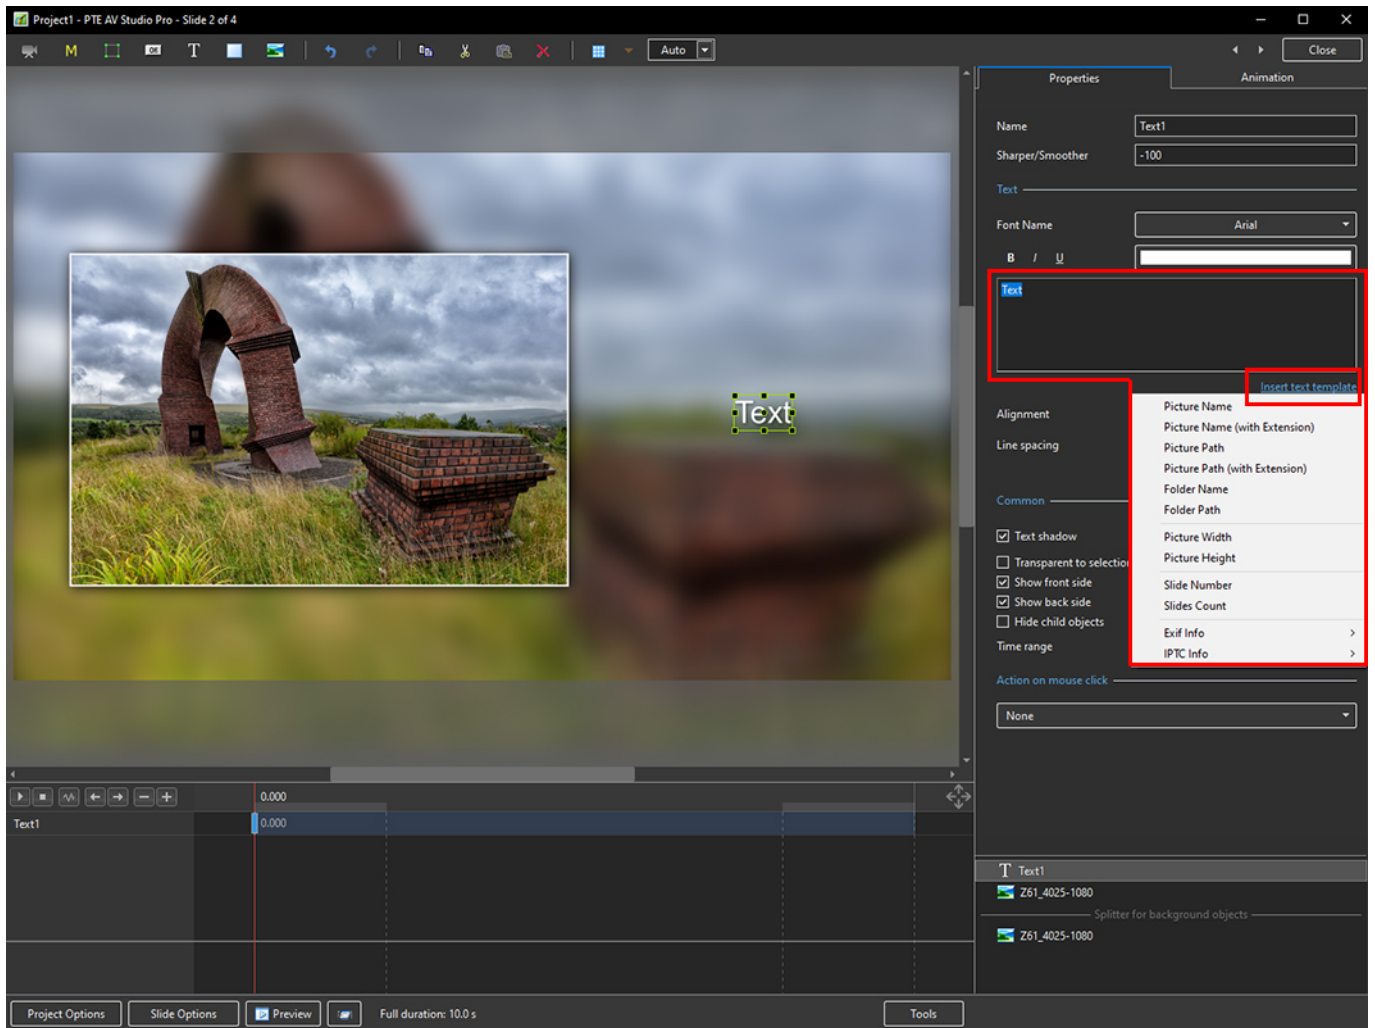 Project1 - PTE AV Studio Pro - Slide 2 of 4
M OK T Auto Close
Properties Animation
Name Text1
Sharper/Smoother -100
Text
Font Name Arial
B I U
Text
Insert text template
Picture Name
Alignment
Picture Name (with Extension)
Line spacing
Picture Path
Picture Path (with Extension)
Folder Name
Common
Folder Path
Text shadow
Picture Width
Transparent to selection
Picture Height
Show front side
Slide Number
Show back side
Slides Count
Hide child objects
Exif Info
Time range
IPTC Info
Action on mouse click
None
Text
0.000
Text1 0.000
T Text1
Z61_4025-1080
Splitter for background objects
Z61_4025-1080
Project Options Slide Options Preview Full duration: 10.0 s Tools